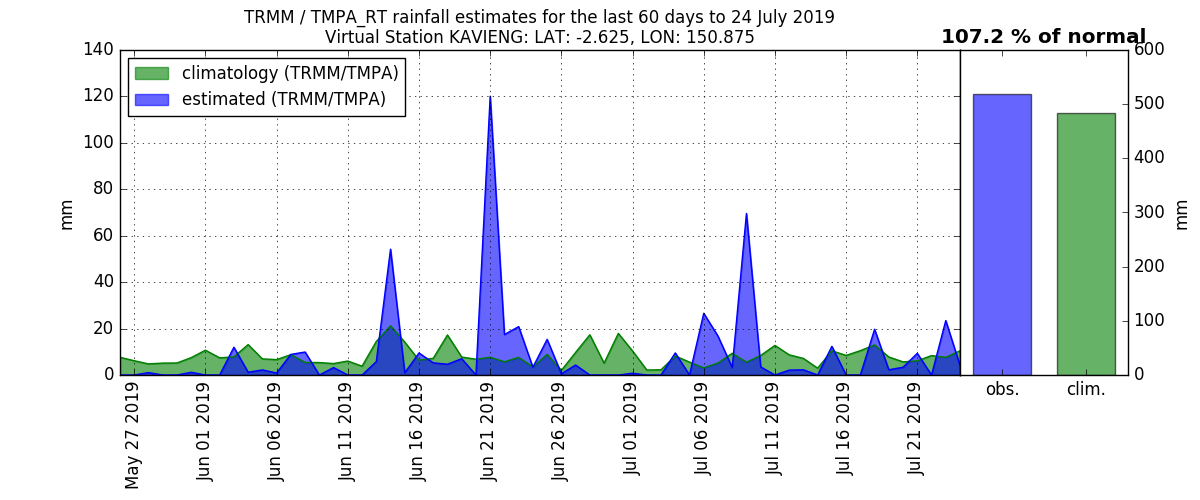 TRMM / TMPA_RT rainfall estimates for the last 60 days to 24 July 2019
Virtual Station KAVIENG: LAT: -2.625, LON: 150.875
107.2 % of normal
climatology (TRMM/TMPA)
estimated (TRMM/TMPA)
140
120
100
80
60
40
20
0
mm
May 27 2019
Jun 01 2019
Jun 06 2019
Jun 11 2019
Jun 16 2019
Jun 21 2019
Jun 26 2019
Jul 01 2019
Jul 06 2019
Jul 11 2019
Jul 16 2019
Jul 21 2019
obs.
clim.
600
500
400
300
200
100
0
mm